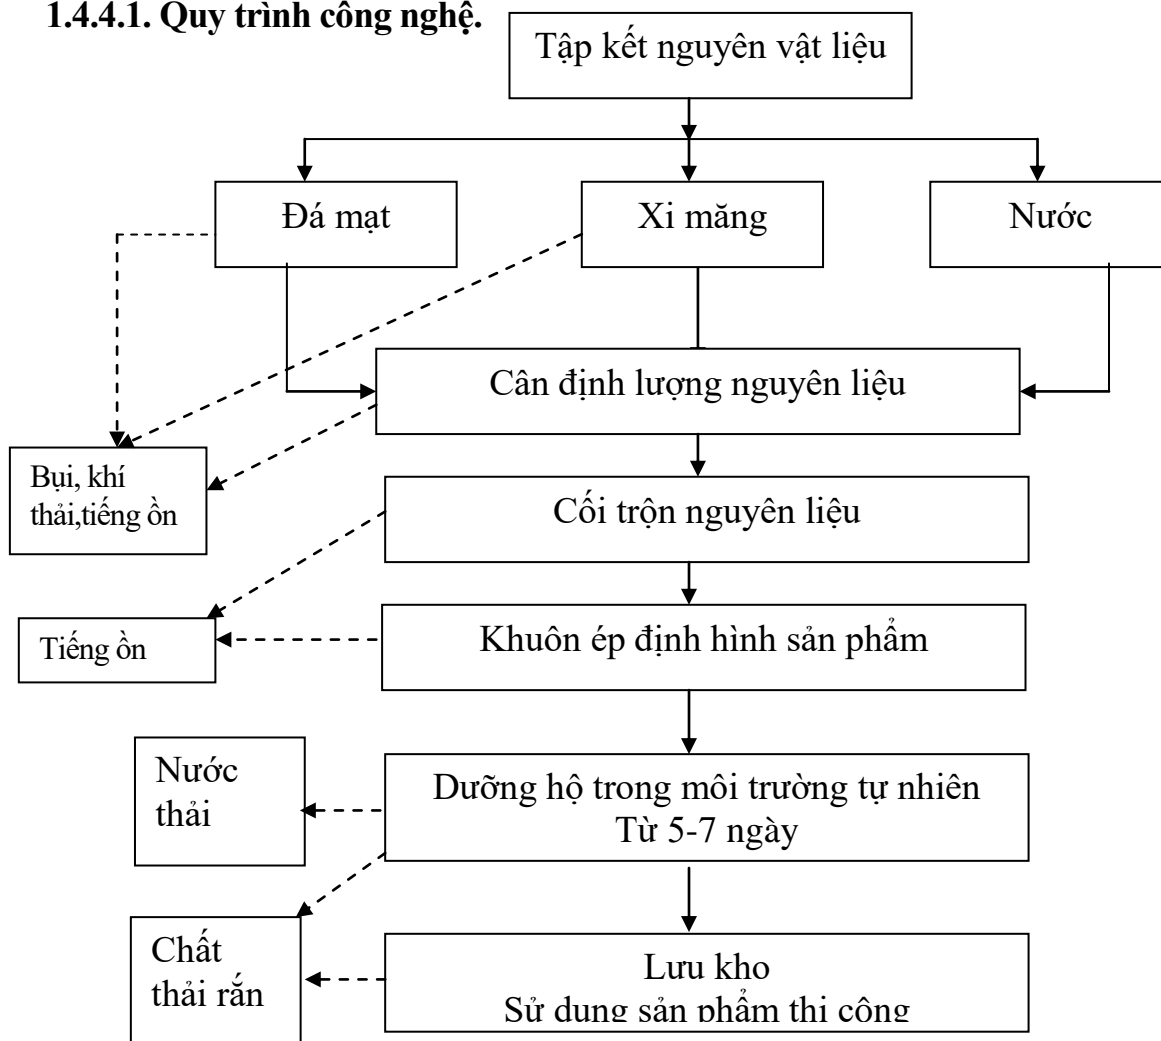 1.4.4.1. Quy trình công nghệ.
Tập kết nguyên vật liệu
Đá mạt
Xi măng
Nước
Cân định lượng nguyên liệu
Bụi, khí
thải,tiếng ồn
Cối trộn nguyên liệu
Tiếng ồn
Khuôn ép định hình sản phẩm
Nước
thải
Dưỡng hộ trong môi trường tự nhiên
Từ 5-7 ngày
Chất
thải rắn
Lưu kho
Sử dụng sản phẩm thi công